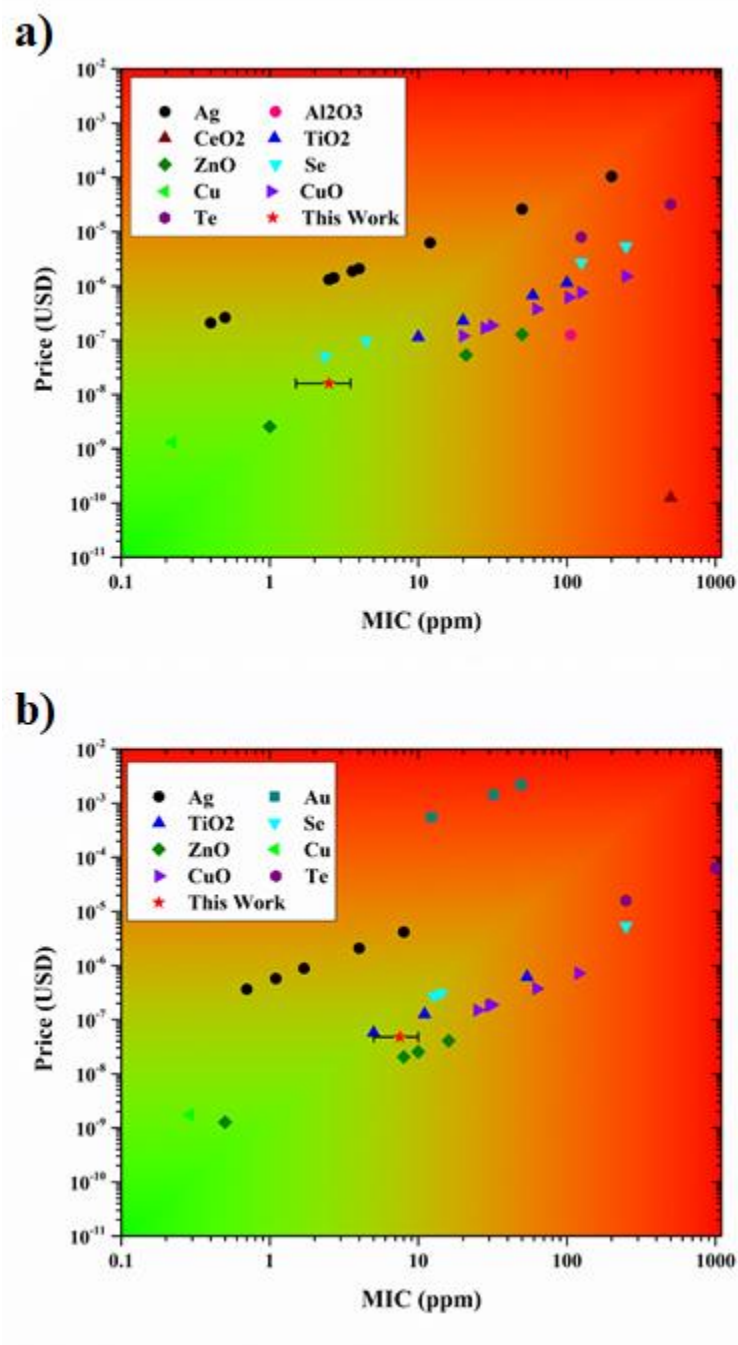 a)
10⁻²
10⁻³
10⁻⁴
10⁻⁵
10⁻⁶
10⁻⁷
10⁻⁸
10⁻⁹
10⁻¹⁰
10⁻¹¹
Price (USD)
Ag Al2O3
CeO2 TiO2
ZnO Se
Cu CuO
Te This Work
0.1 1 10 100 1000
MIC (ppm)
b)
10⁻²
10⁻³
10⁻⁴
10⁻⁵
10⁻⁶
10⁻⁷
10⁻⁸
10⁻⁹
10⁻¹⁰
10⁻¹¹
Price (USD)
Ag Au
TiO2 Se
ZnO Cu
CuO Te
This Work
0.1 1 10 100 1000
MIC (ppm)